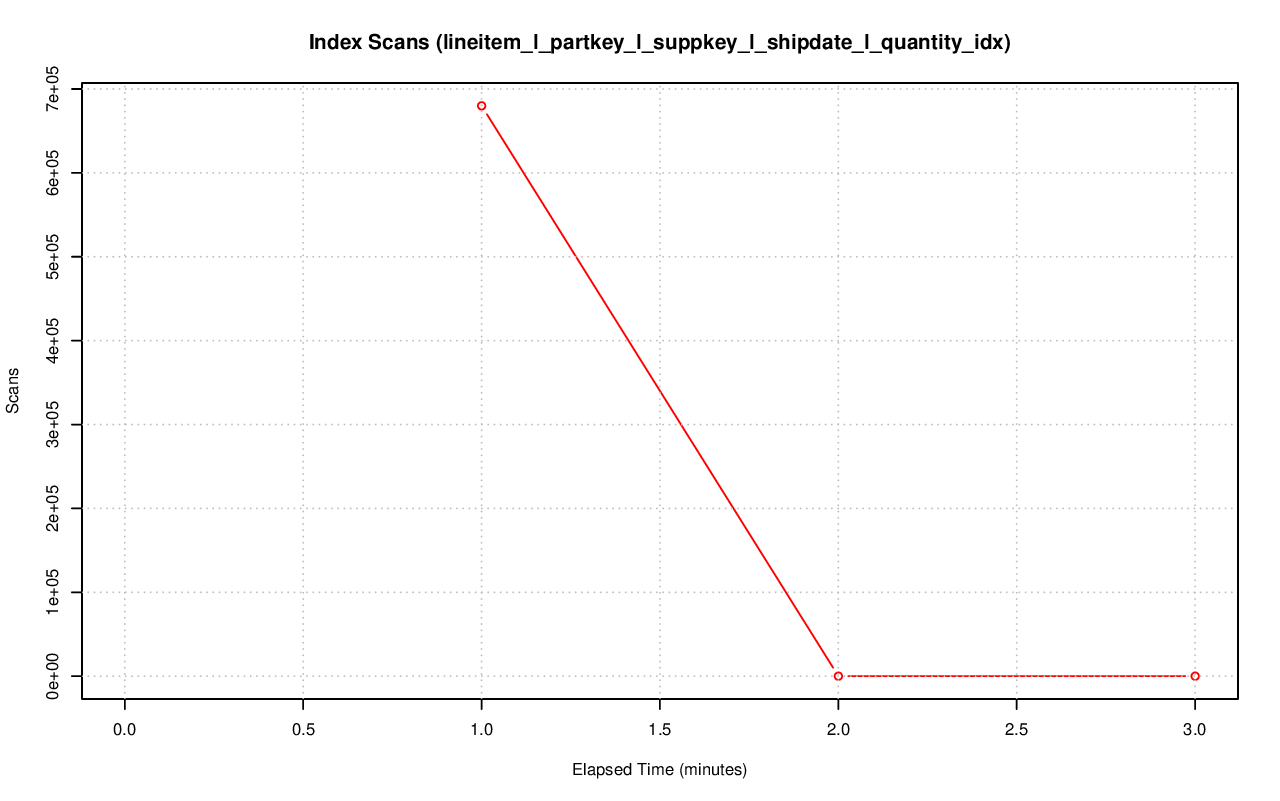 Index Scans (lineitem_l_partkey_l_suppkey_l_shipdate_l_quantity_idx)
7e+05
6e+05
5e+05
4e+05
3e+05
2e+05
1e+05
0e+00
Scans
0.0 0.5 1.0 1.5 2.0 2.5 3.0
Elapsed Time (minutes)